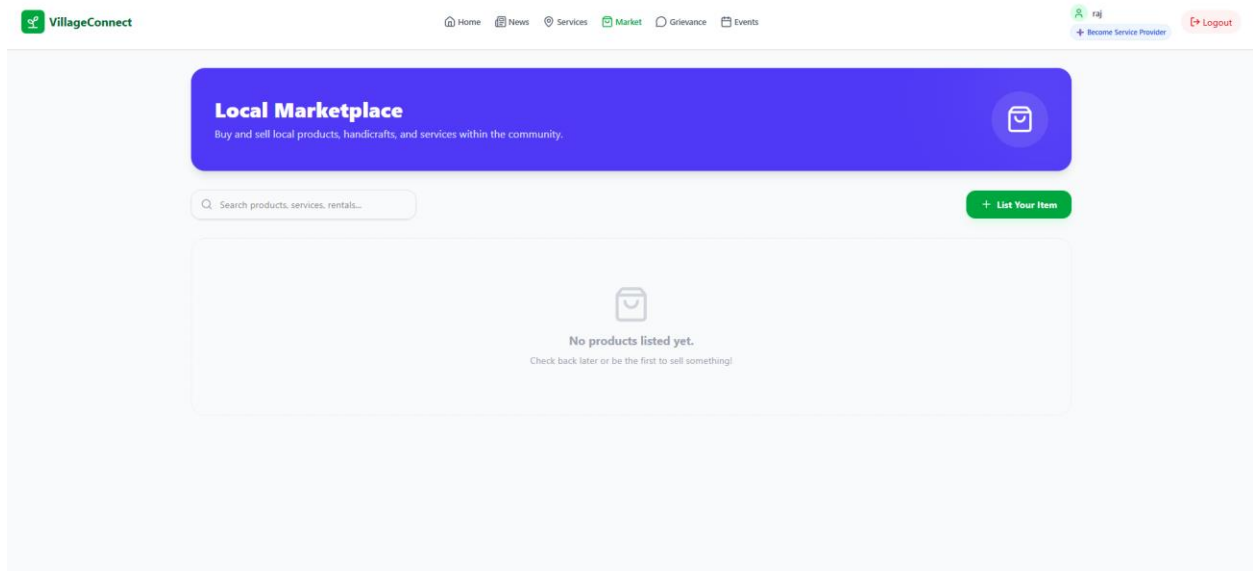 VillageConnect
Home News Services Market Grievance Events
raj
Become Service Provider
Logout
Local Marketplace
Buy and sell local products, handicrafts, and services within the community.
Search products, services, rentals...
+ List Your Item
No products listed yet.
Check back later or be the first to sell something!